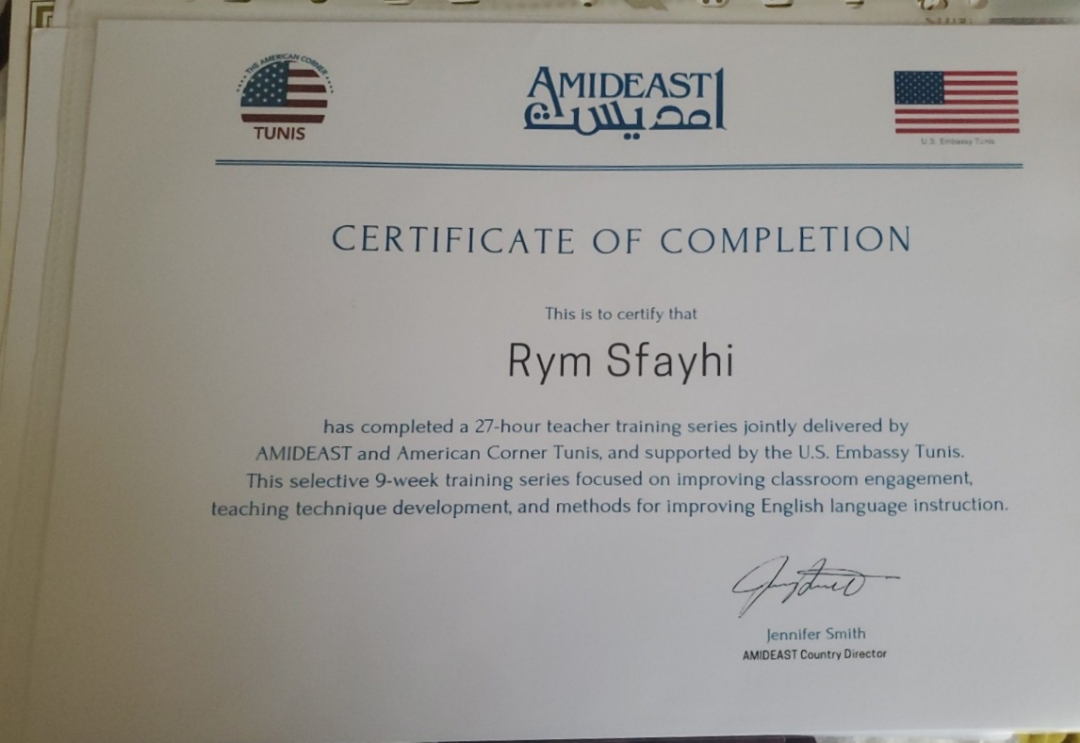 THE AMERICAN CORNER
TUNIS
AMIDEAST
امديست
U.S. Embassy Tunis
CERTIFICATE OF COMPLETION
This is to certify that
Rym Sfayhi
has completed a 27-hour teacher training series jointly delivered by
AMIDEAST and American Corner Tunis, and supported by the U.S. Embassy Tunis.
This selective 9-week training series focused on improving classroom engagement,
teaching technique development, and methods for improving English language instruction.
Jennifer Smith
AMIDEAST Country Director